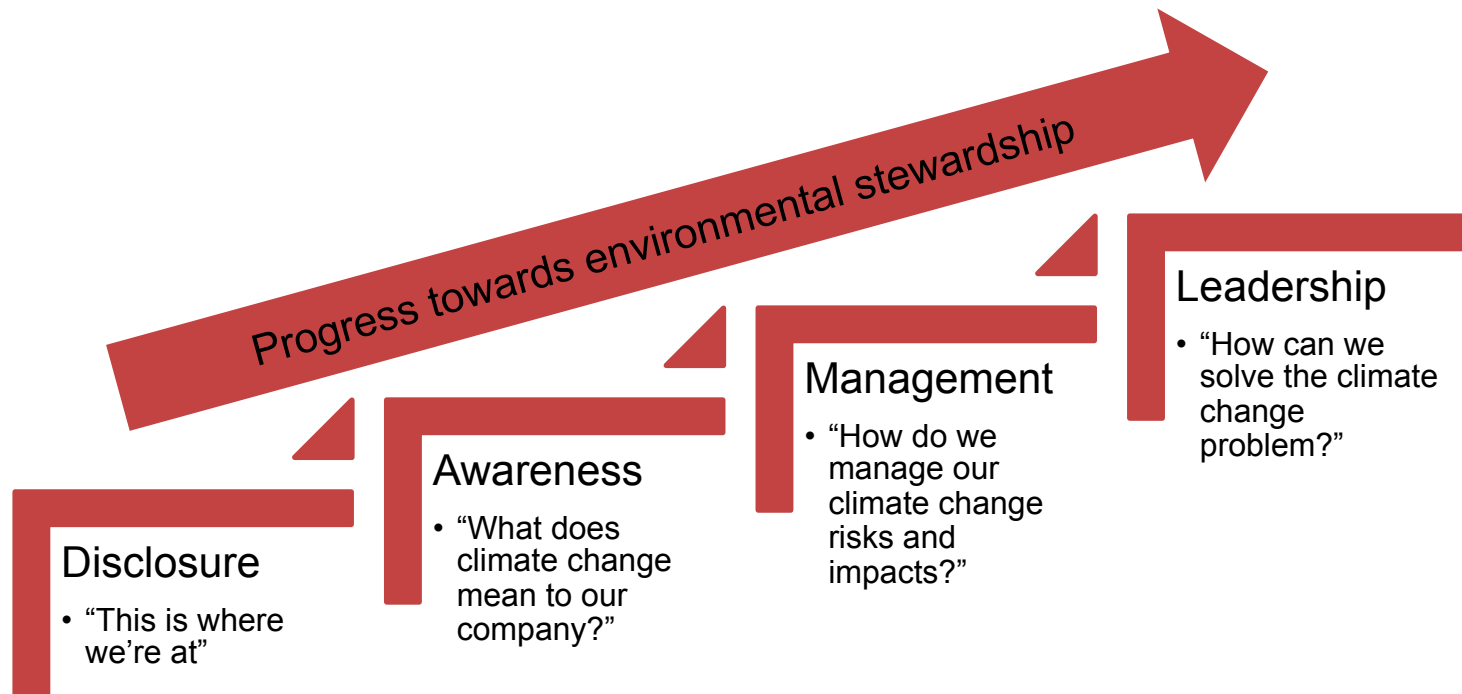 Progress towards environmental stewardship
Disclosure
• “This is where
we’re at”
Awareness
• “What does
climate change
mean to our
company?”
Management
• “How do we
manage our
climate change
risks and
impacts?”
Leadership
• “How can we
solve the climate
change
problem?”